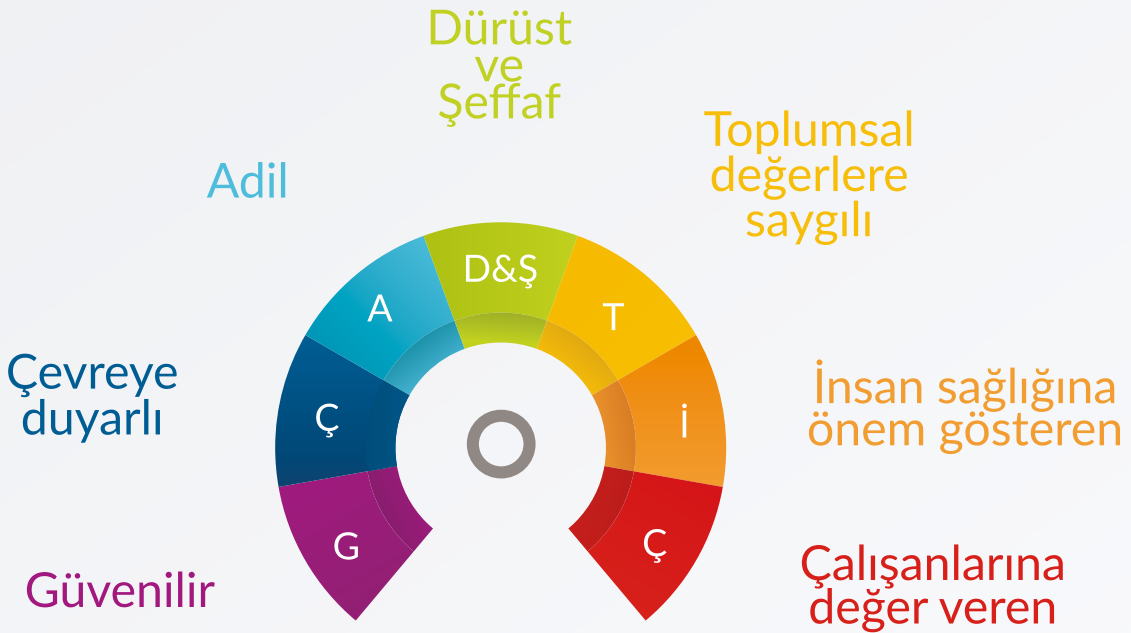 Dürüst
ve
Şeffaf
Toplumsal
değerlere
saygılı
Adil
D&Ş
A
T
Çevreye
duyarlı
İnsan sağlığına
önem gösteren
Ç
İ
G
Ç
Güvenilir
Çalışanlarına
değer veren